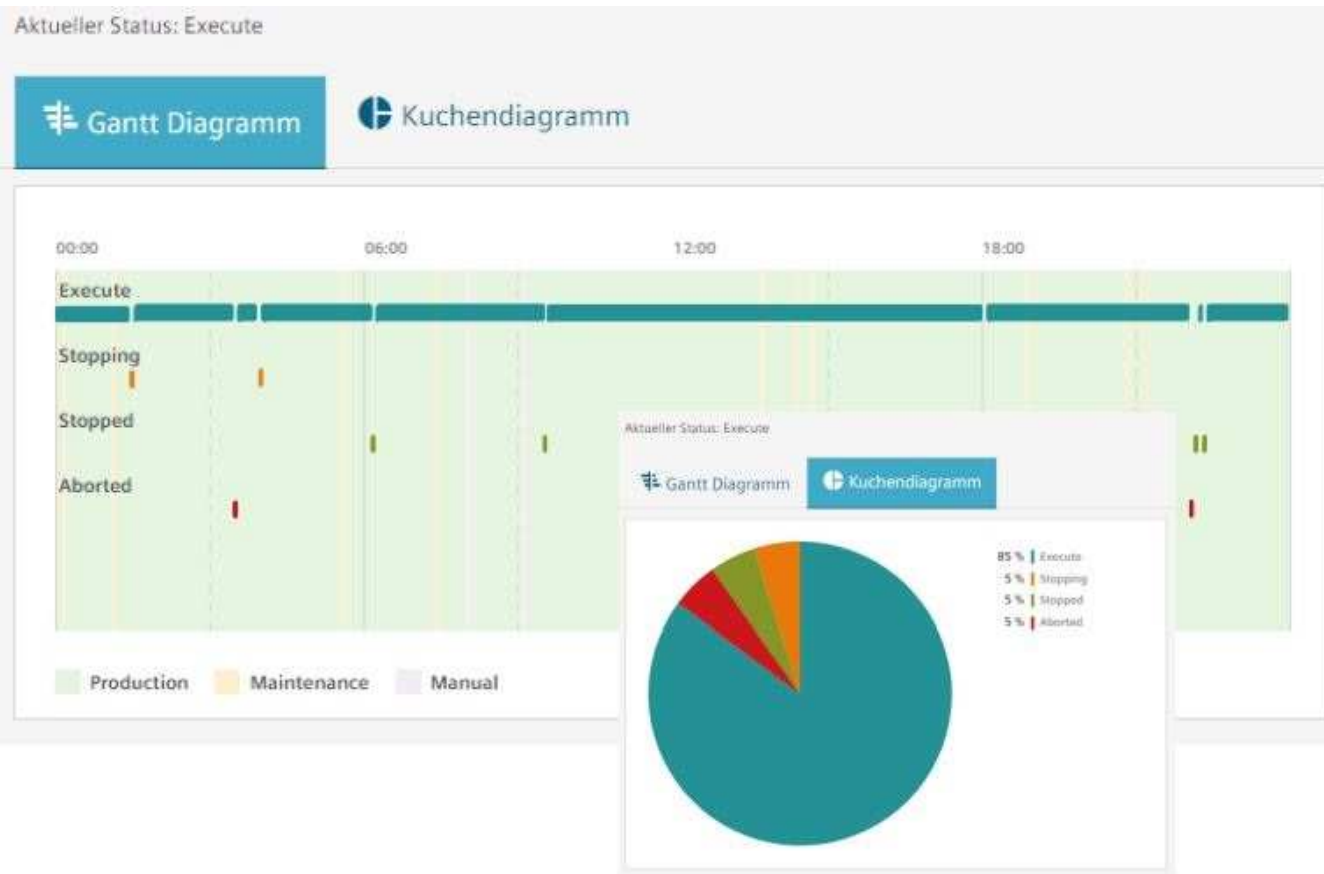 Aktueller Status: Execute
Gantt Diagramm
Kuchendiagramm
00:00 06:00 12:00 18:00
Execute
Stopping
Stopped
Aborted
Production Maintenance Manual
Aktueller Status: Execute
Gantt Diagramm
Kuchendiagramm
85 % Execute
5 % Stopping
5 % Stopped
5 % Aborted